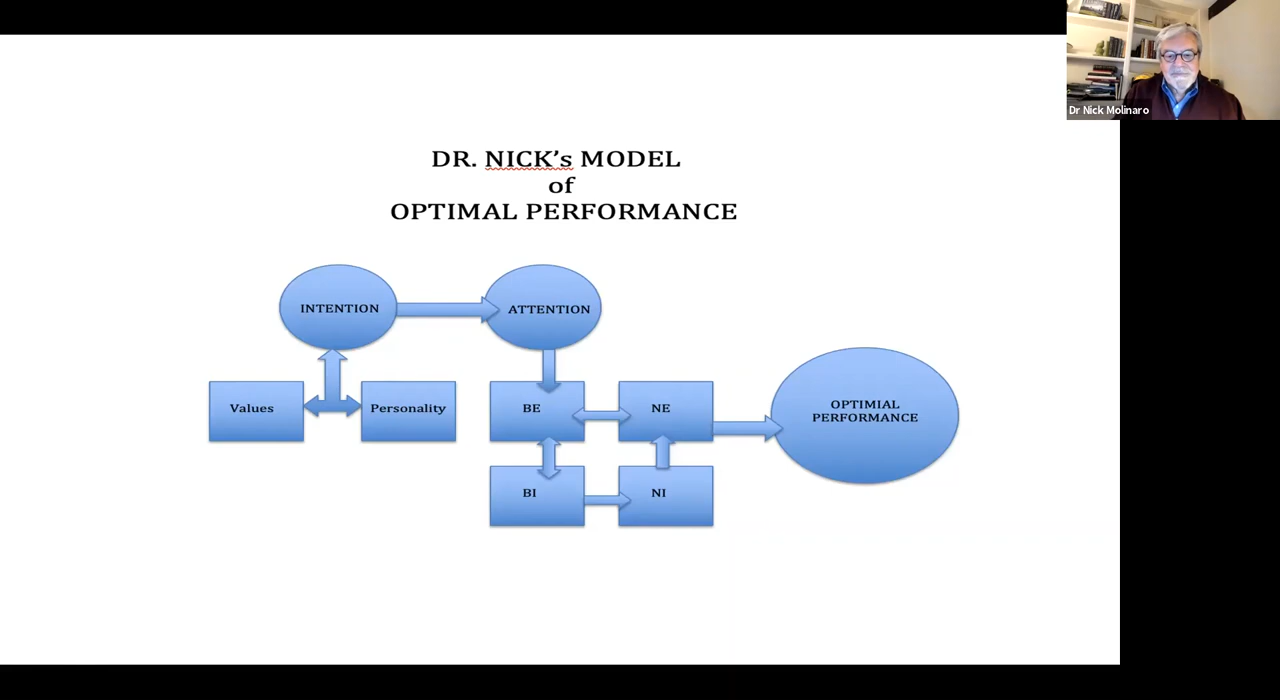 Dr Nick Molinaro
DR. NICK's MODEL
of
OPTIMAL PERFORMANCE
INTENTION
ATTENTION
Values
Personality
BE
NE
OPTIMIAL
PERFORMANCE
BI
NI